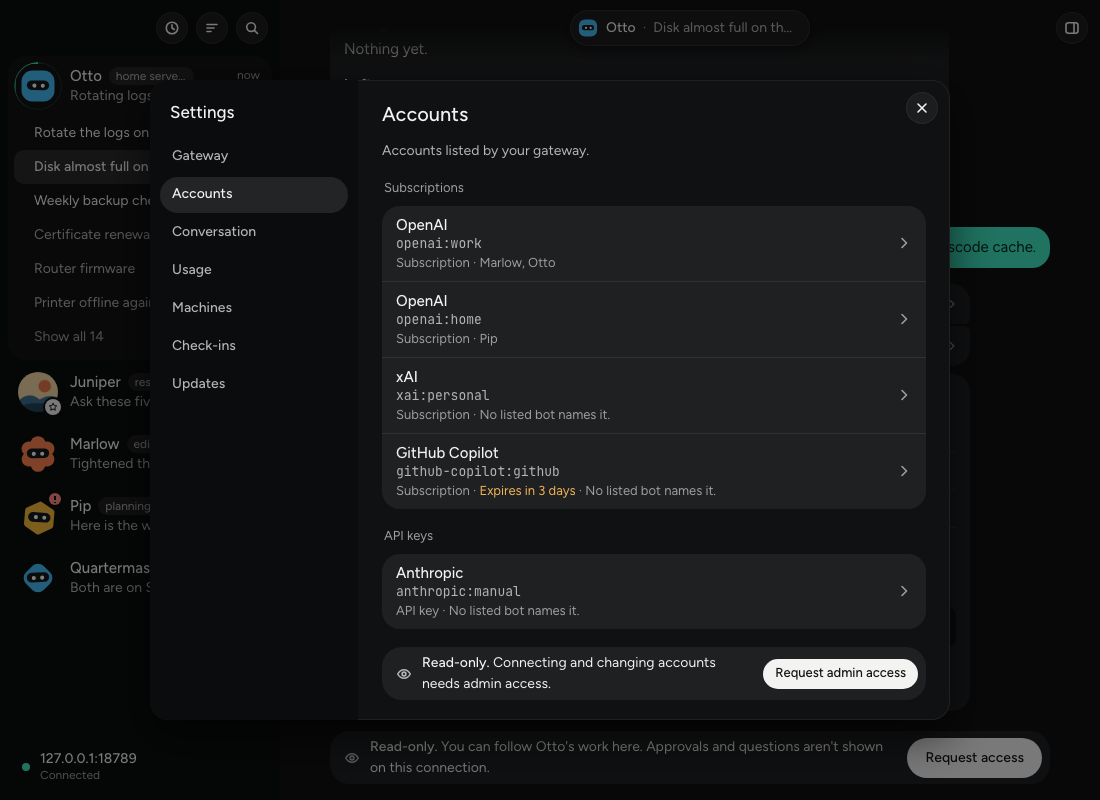 Otto · Disk almost full on th...
Nothing yet.
Otto home serve... now
Rotating logs
Rotate the logs on
Disk almost full on
Weekly backup che
Certificate renewa
Router firmware
Printer offline agai
Show all 14
Juniper res
Ask these fiv
Marlow edi
Tightened th
Pip planning
Here is the w
Quartermas
Both are on S
127.0.0.1:18789
Connected
Settings
Gateway
Accounts
Conversation
Usage
Machines
Check-ins
Updates
Accounts
Accounts listed by your gateway.
Subscriptions
OpenAI
openai:work
Subscription · Marlow, Otto
OpenAI
openai:home
Subscription · Pip
xAI
xai:personal
Subscription · No listed bot names it.
GitHub Copilot
github-copilot:github
Subscription · Expires in 3 days · No listed bot names it.
API keys
Anthropic
anthropic:manual
API key · No listed bot names it.
Read-only. Connecting and changing accounts
needs admin access.
Request admin access
scode cache.
Read-only. You can follow Otto's work here. Approvals and questions aren't shown
on this connection.
Request access